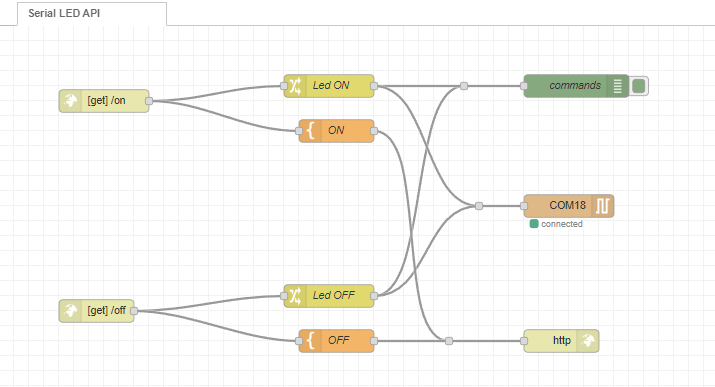 Serial LED API
[get] /on
Led ON
commands
ON
COM18
connected
[get] /off
Led OFF
OFF
http